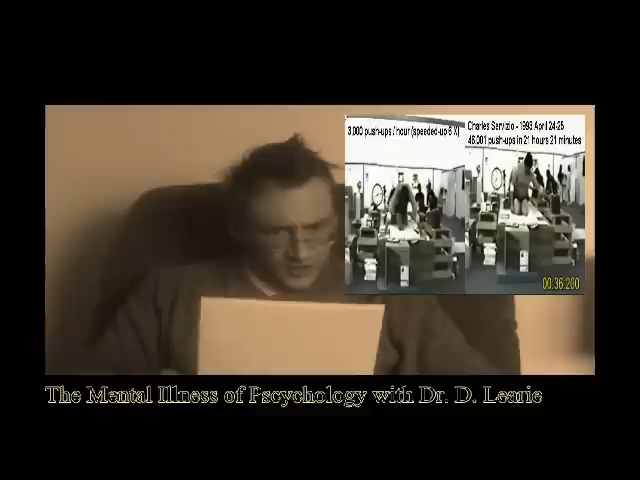 3,000 push-ups / hour (speeded-up 6 X)
Charles Servizio - 1993 April 24-25
46,001 push-ups in 21 hours 21 minutes
00:36.200
The Mental Illness of Pscychology with Dr. D. Learie